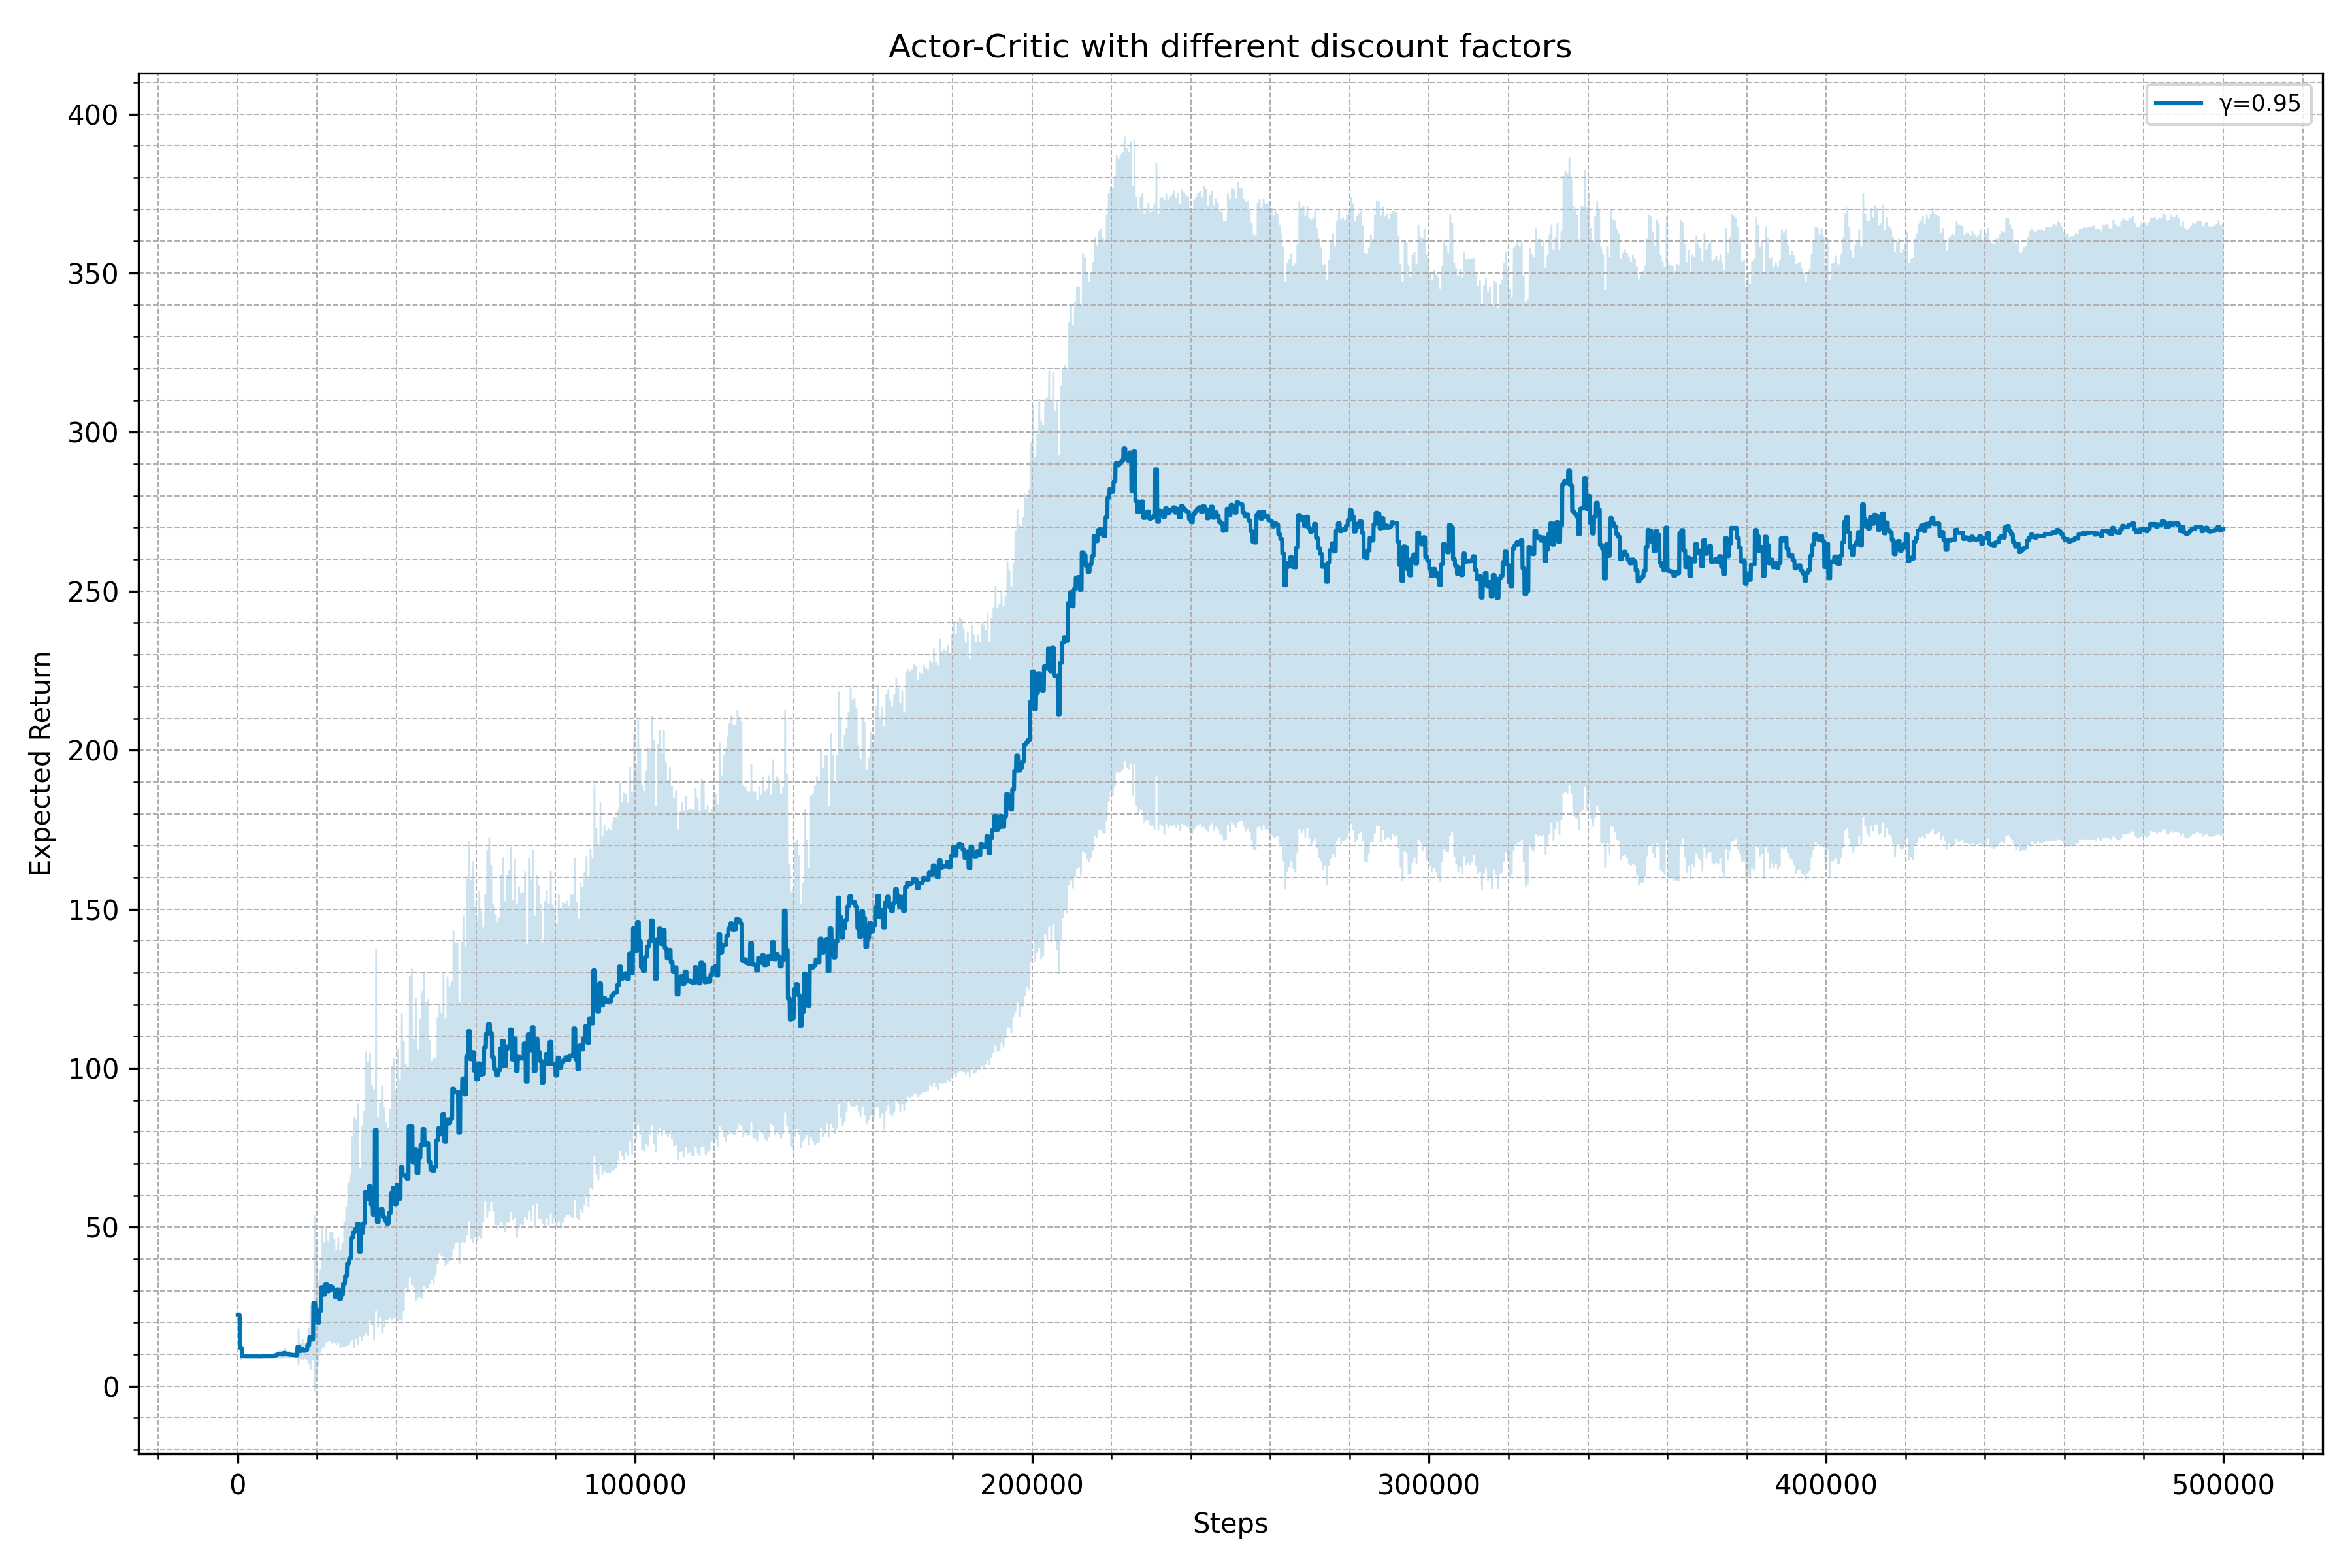 Actor-Critic with different discount factors
γ=0.95
400
350
300
250
200
150
100
50
0
Expected Return
0 100000 200000 300000 400000 500000
Steps